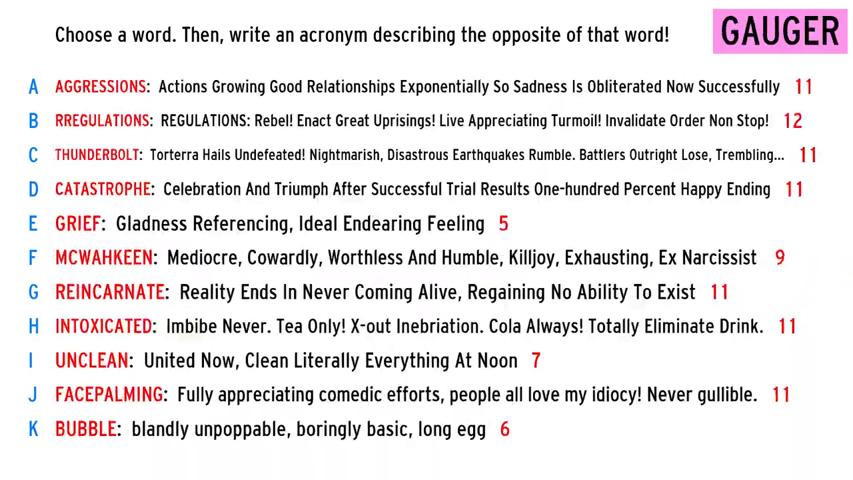 Choose a word. Then, write an acronym describing the opposite of that word!
GAUGER
A AGGRESSIONS: Actions Growing Good Relationships Exponentially So Sadness Is Obliterated Now Successfully 11
B RREGULATIONS: REGULATIONS: Rebel! Enact Great Uprisings! Live Appreciating Turmoil! Invalidate Order Non Stop! 12
C THUNDERBOLT: Torterra Hails Undefeated! Nightmarish, Disastrous Earthquakes Rumble. Battlers Outright Lose, Trembling... 11
D CATASTROPHE: Celebration And Triumph After Successful Trial Results One-hundred Percent Happy Ending 11
E GRIEF: Gladness Referencing, Ideal Endearing Feeling 5
F MCWAHKEEN: Mediocre, Cowardly, Worthless And Humble, Killjoy, Exhausting, Ex Narcissist 9
G REINCARNATE: Reality Ends In Never Coming Alive, Regaining No Ability To Exist 11
H INTOXICATED: Imbibe Never. Tea Only! X-out Inebriation. Cola Always! Totally Eliminate Drink. 11
I UNCLEAN: United Now, Clean Literally Everything At Noon 7
J FACEPALMING: Fully appreciating comedic efforts, people all love my idiocy! Never gullible. 11
K BUBBLE: blandly unpoppable, boringly basic, long egg 6